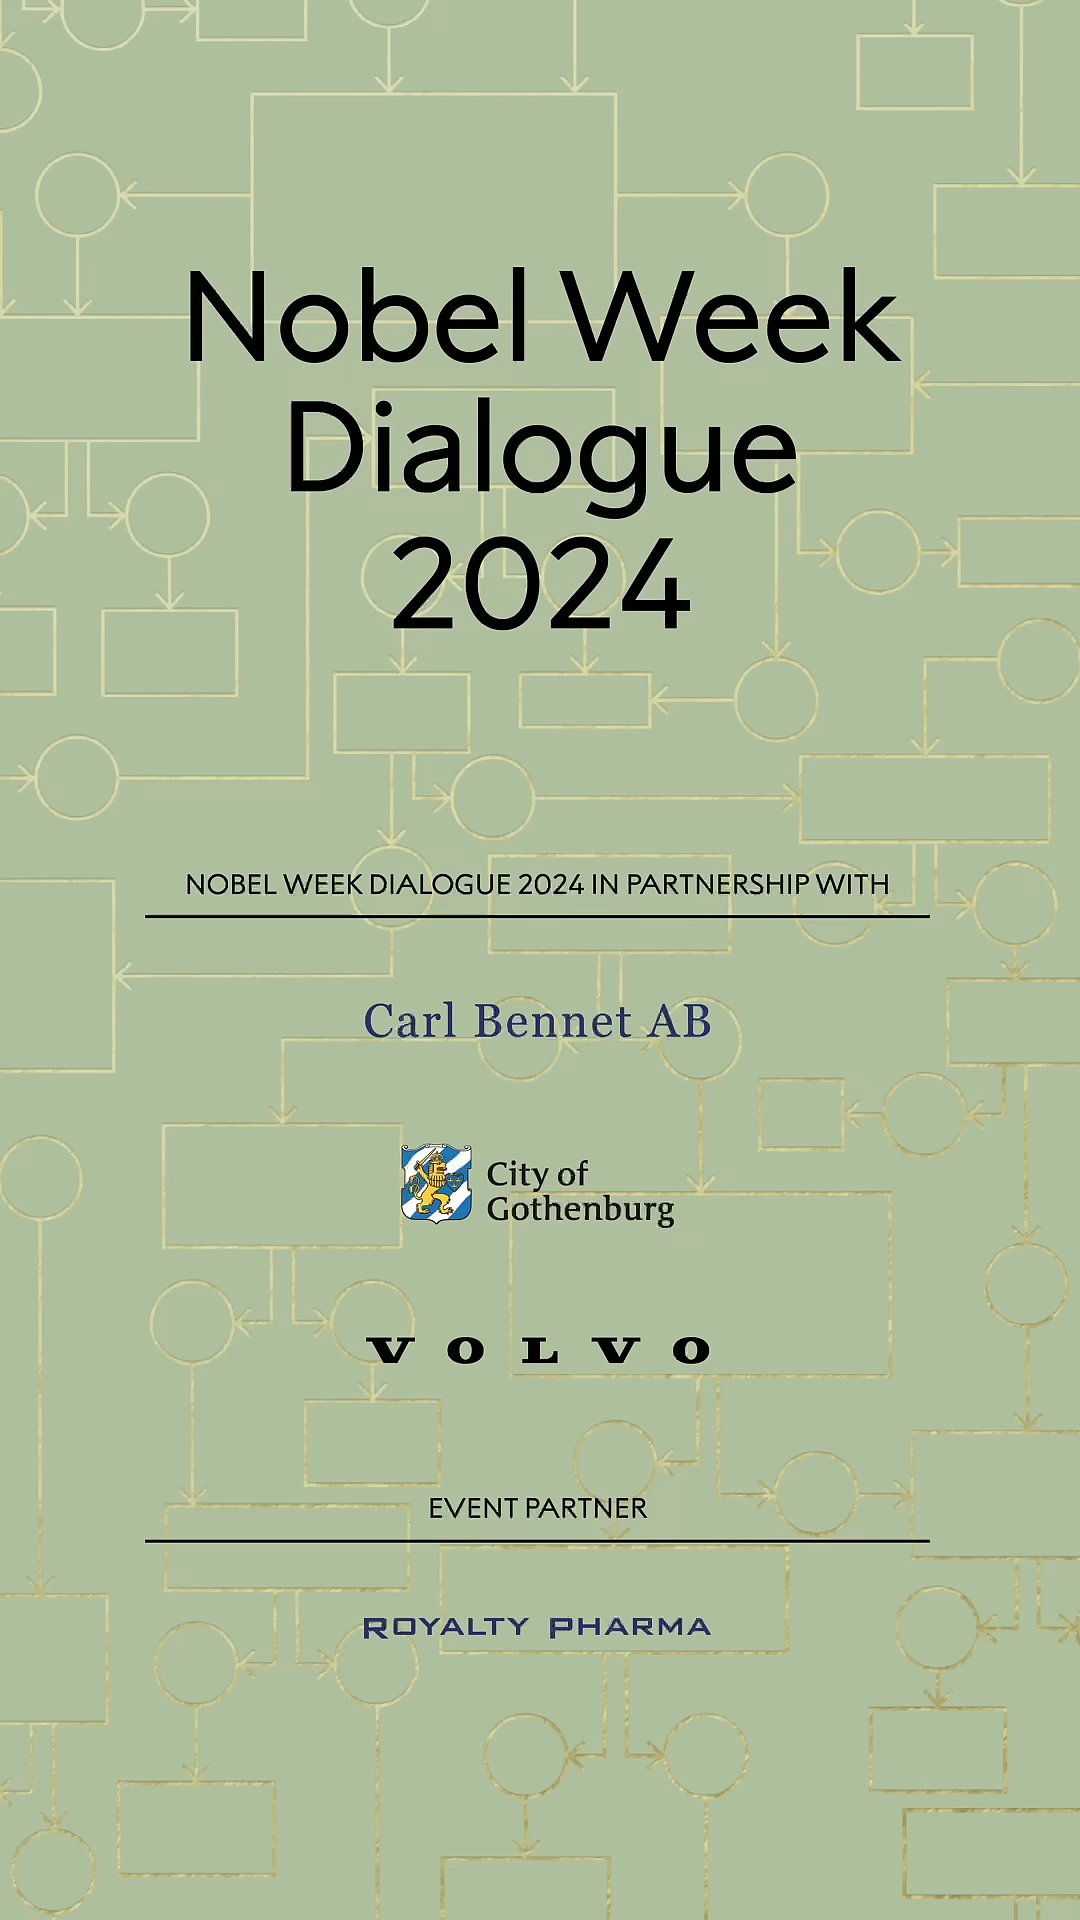 Nobel Week
Dialogue
2024
NOBEL WEEK DIALOGUE 2024 IN PARTNERSHIP WITH
Carl Bennet AB
City of
Gothenburg
VOLVO
EVENT PARTNER
ROYALTY PHARMA